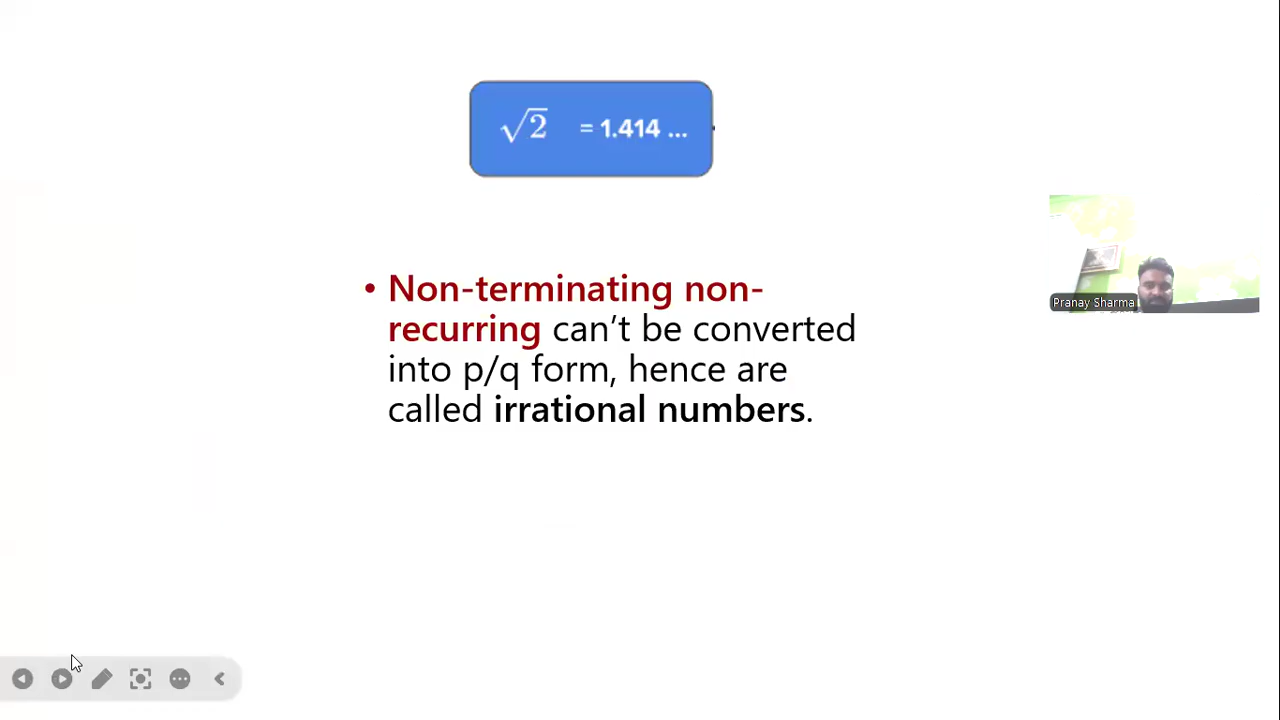 √2 = 1.414 ...
• Non-terminating non-
recurring can't be converted
into p/q form, hence are
called irrational numbers.
Pranay Sharma